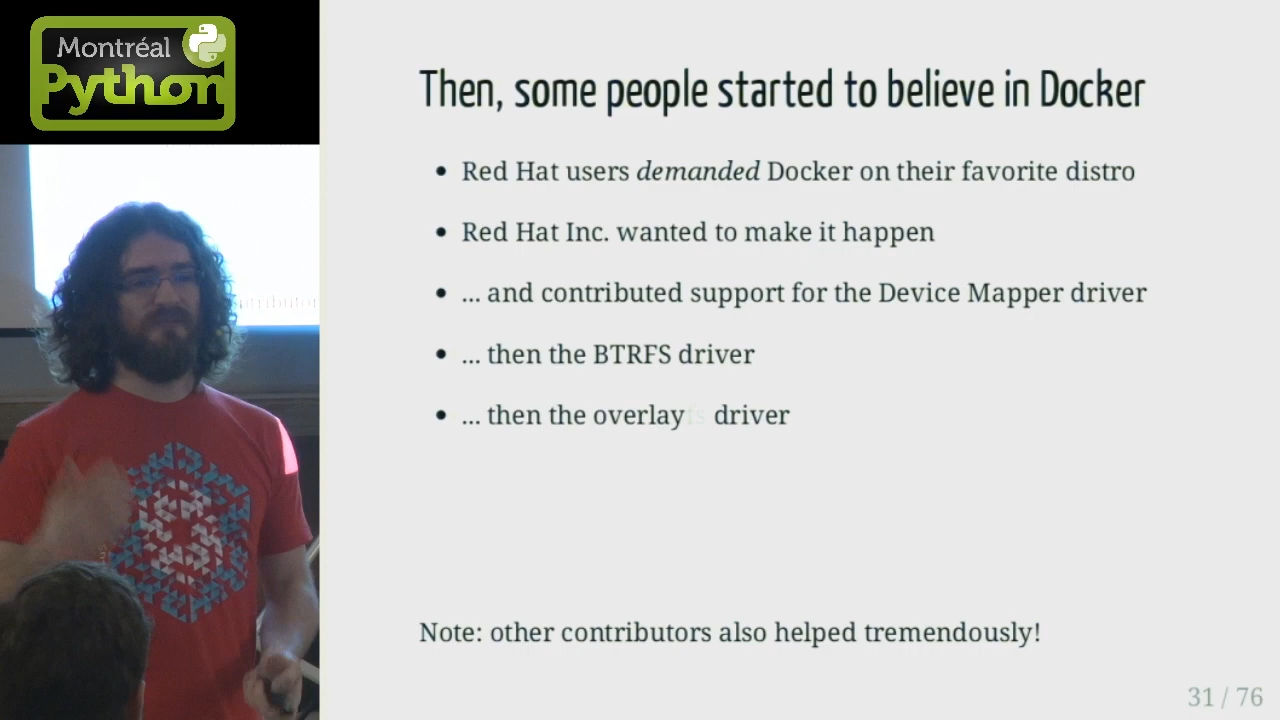 Montréal
Python
Then, some people started to believe in Docker
Red Hat users demanded Docker on their favorite distro
Red Hat Inc. wanted to make it happen
... and contributed support for the Device Mapper driver
... then the BTRFS driver
... then the overlayfs driver
Note: other contributors also helped tremendously!
31 / 76